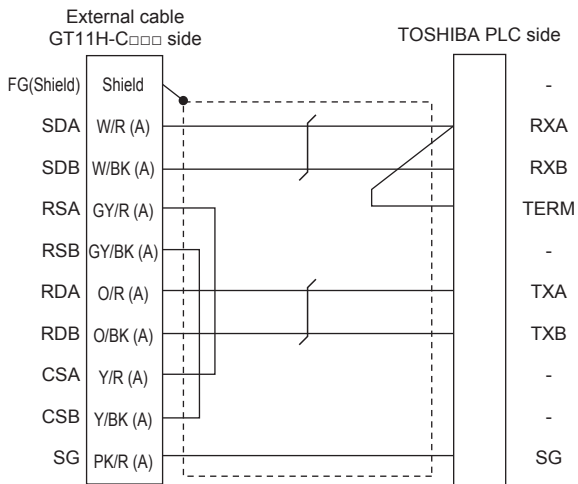 External cable
GT11H-C□□□ side
TOSHIBA PLC side
FG(Shield) Shield -
SDA W/R (A) RXA
SDB W/BK (A) RXB
RSA GY/R (A) TERM
RSB GY/BK (A) -
RDA O/R (A) TXA
RDB O/BK (A) TXB
CSA Y/R (A) -
CSB Y/BK (A) -
SG PK/R (A) SG